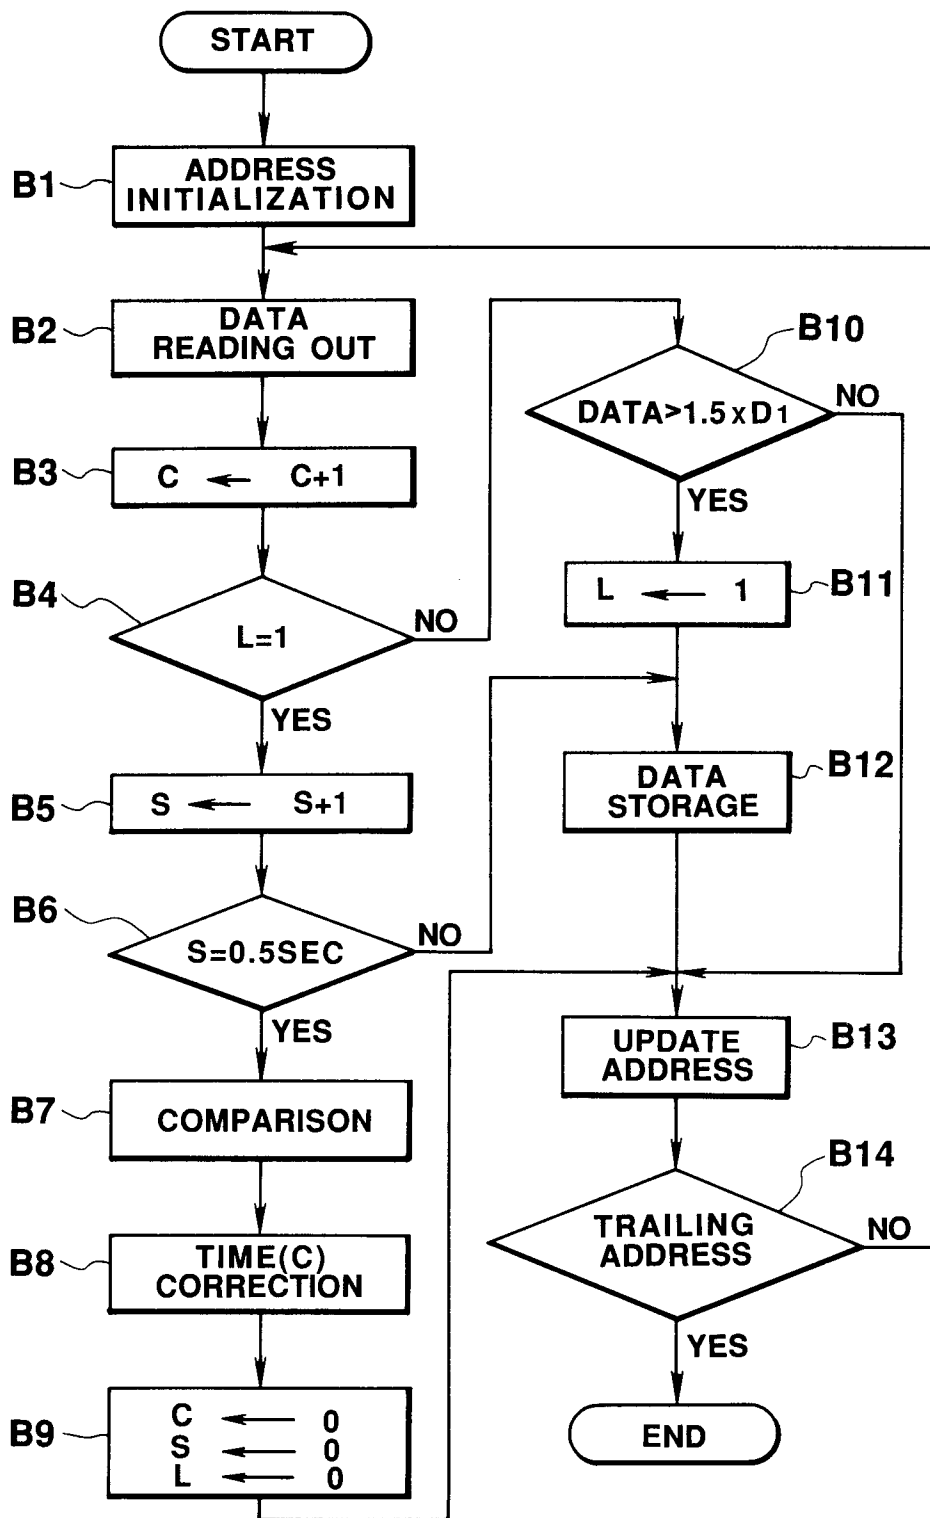 START
B1
ADDRESS
INITIALIZATION
B2
DATA
READING OUT
B3
C ← C+1
B4
L=1
NO
YES
B5
S ← S+1
B6
S=0.5SEC
NO
YES
B7
COMPARISON
B8
TIME(C)
CORRECTION
B9
C ← 0
S ← 0
L ← 0
B10
DATA>1.5xD1
NO
YES
B11
L ← 1
B12
DATA
STORAGE
B13
UPDATE
ADDRESS
B14
TRAILING
ADDRESS
NO
YES
END